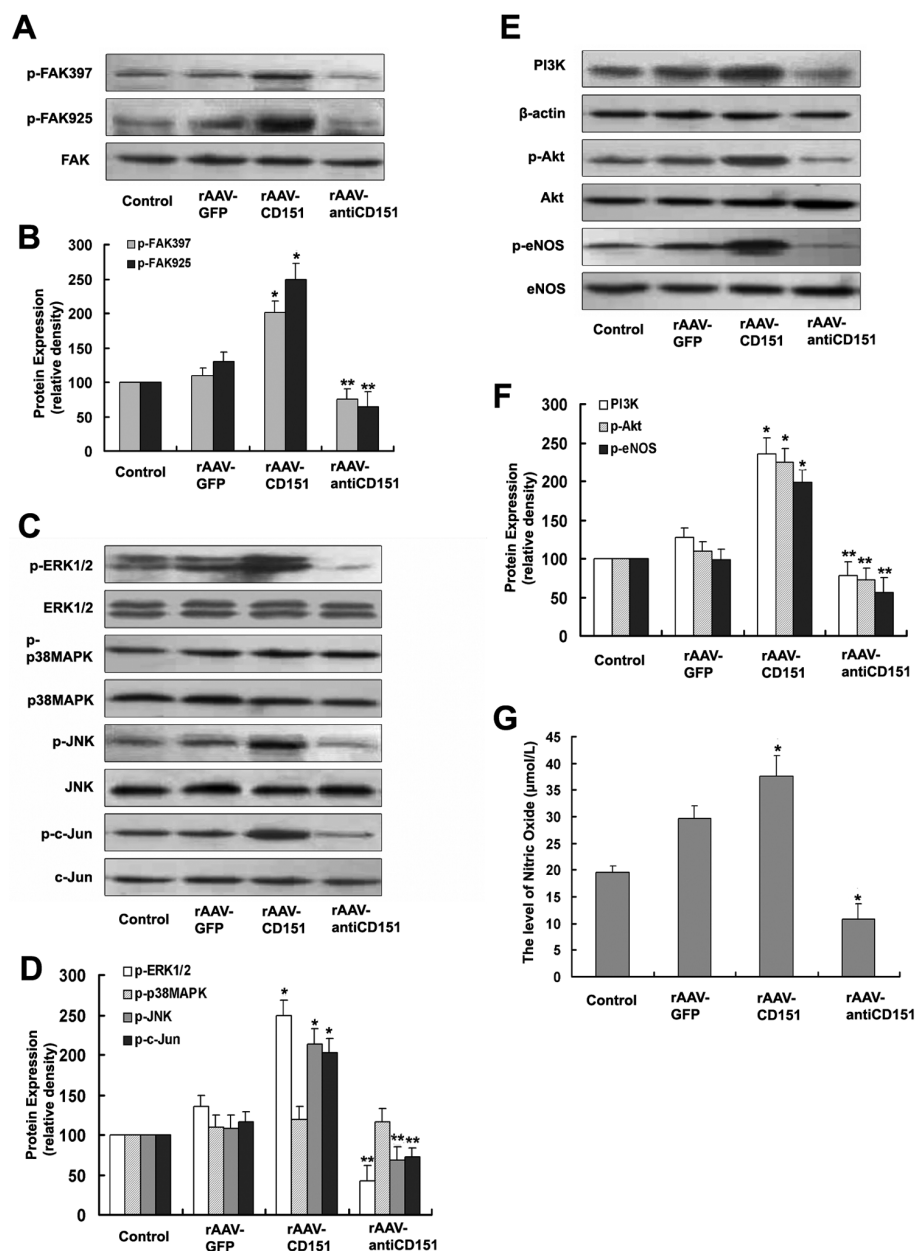 A
p-FAK397
p-FAK925
FAK
Control
rAAV-
GFP
rAAV-
CD151
rAAV-
antiCD151
B
Protein Expression
(relative density)
300
250
200
150
100
50
0
p-FAK397
p-FAK925
*
*
**
**
Control
rAAV-
GFP
rAAV-
CD151
rAAV-
antiCD151
C
p-ERK1/2
ERK1/2
p-
p38MAPK
p38MAPK
p-JNK
JNK
p-c-Jun
c-Jun
Control
rAAV-
GFP
rAAV-
CD151
rAAV-
antiCD151
D
Protein Expression
(relative density)
300
250
200
150
100
50
0
p-ERK1/2
p-p38MAPK
p-JNK
p-c-Jun
*
*
*
**
**
**
Control
rAAV-
GFP
rAAV-
CD151
rAAV-
antiCD151
E
PI3K
β-actin
p-Akt
Akt
p-eNOS
eNOS
Control
rAAV-
GFP
rAAV-
CD151
rAAV-
antiCD151
F
Protein Expression
(relative density)
300
250
200
150
100
50
0
PI3K
p-Akt
p-eNOS
*
*
*
**
**
**
Control
rAAV-
GFP
rAAV-
CD151
rAAV-
antiCD151
G
The level of Nitric Oxide (μmol/L)
45
40
35
30
25
20
15
10
5
0
*
*
Control
rAAV-
GFP
rAAV-
CD151
rAAV-
antiCD151